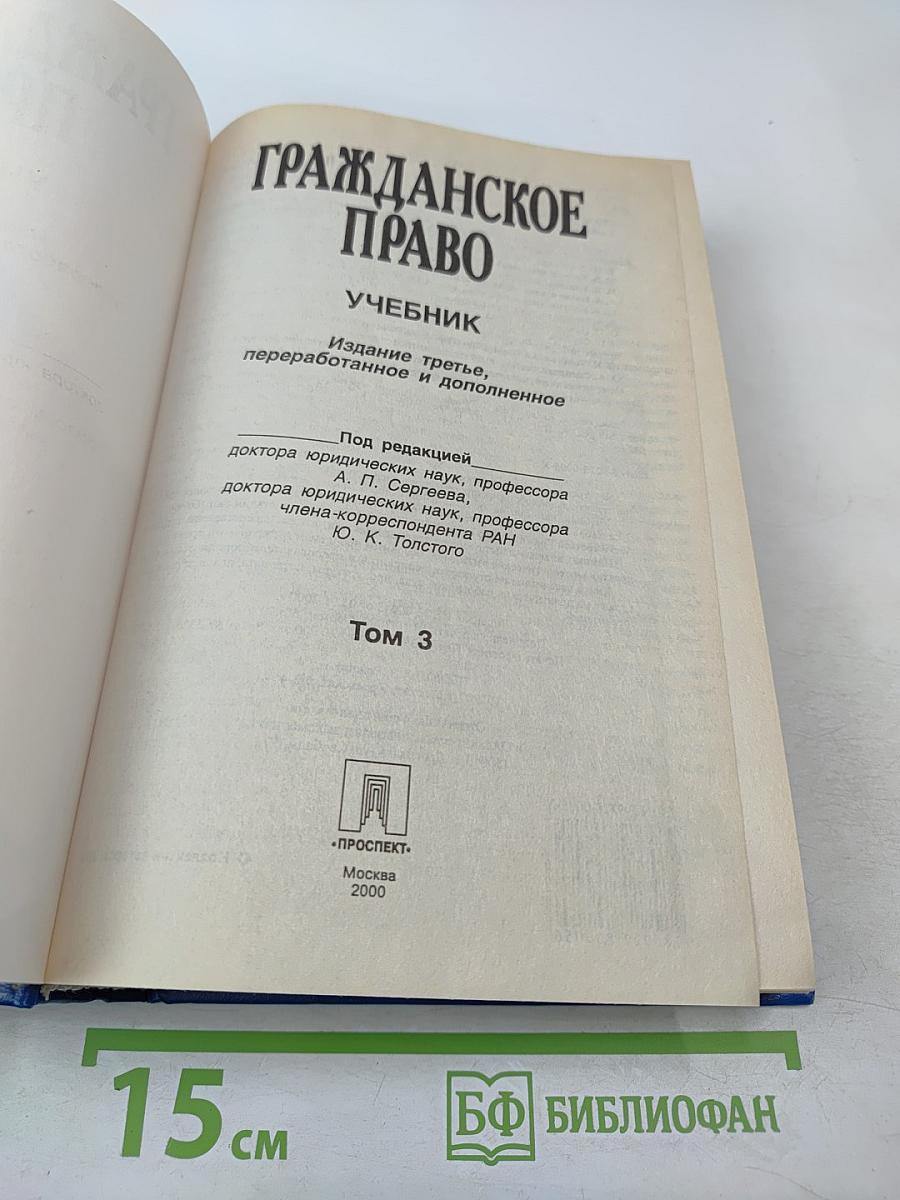 ГРАЖДАНСКОЕ
ПРАВО
УЧЕБНИК
Издание третье,
переработанное и дополненное
Под редакцией
доктора юридических наук, профессора
А. П. Сергеева,
доктора юридических наук, профессора
члена-корреспондента РАН
Ю. К. Толстого
Том 3
•ПРОСПЕКТ•
Москва
2000
15 см
БФ БИБЛИОФАН